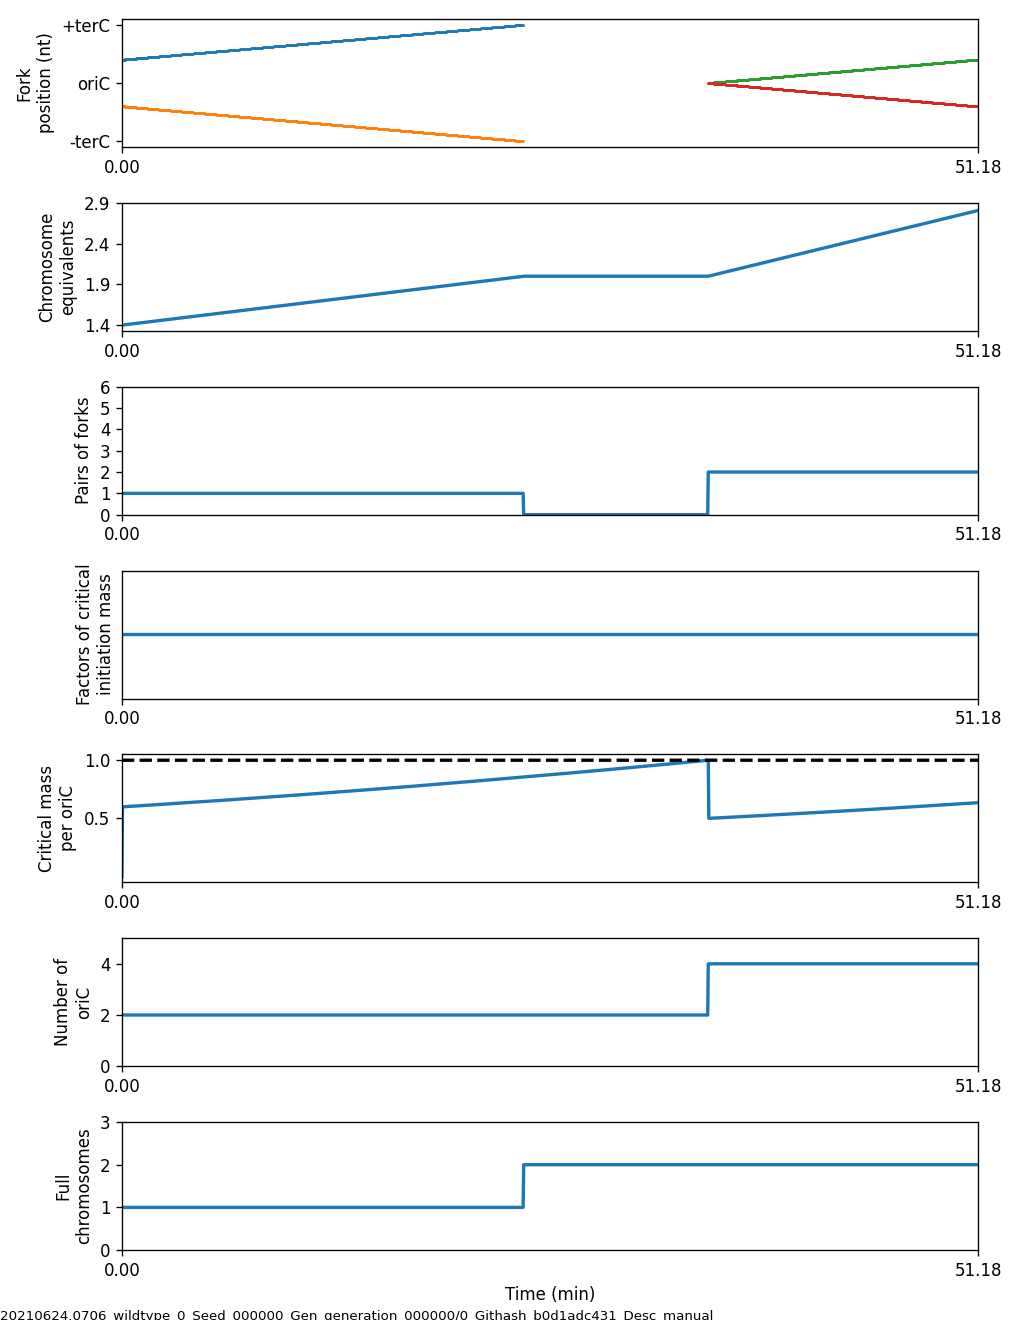 Fork
position (nt)
+terC
oriC
-terC
0.00
51.18
Chromosome
equivalents
2.9
2.4
1.9
1.4
0.00
51.18
Pairs of forks
6
5
4
3
2
1
0
0.00
51.18
Factors of critical
initiation mass
0.00
51.18
Critical mass
per oriC
1.0
0.5
0.00
51.18
Number of
oriC
4
2
0
0.00
51.18
Full
chromosomes
3
2
1
0
0.00
51.18
Time (min)
20210624.0706_wildtype_0_Seed_000000_Gen_generation_000000/0_Githash_b0d1adc431_Desc_manual